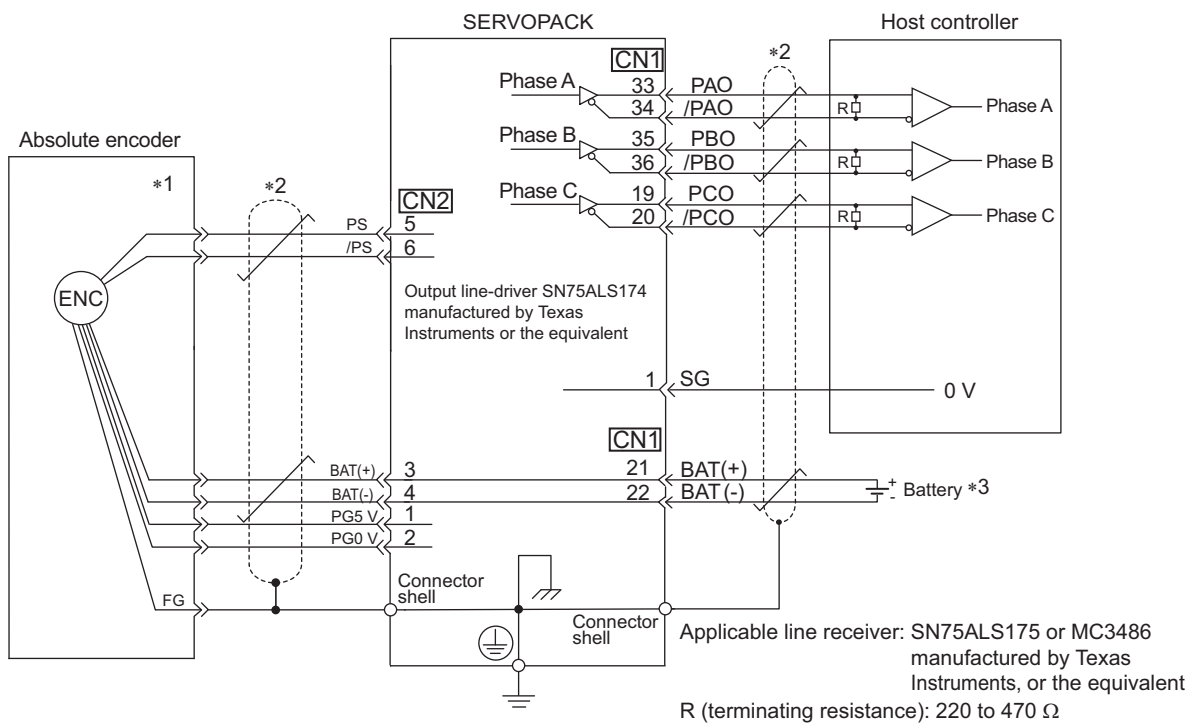 SERVOPACK
Host controller
CN1
*2
Phase A
33
PAO
34
/PAO
R
Phase A
Phase B
35
PBO
36
/PBO
R
Phase B
Phase C
19
PCO
20
/PCO
R
Phase C
Absolute encoder
*1
*2
CN2
PS
5
/PS
6
ENC
Output line-driver SN75ALS174
manufactured by Texas
Instruments or the equivalent
1
SG
0 V
CN1
BAT(+)
3
21
BAT(+)
BAT(-)
4
22
BAT (-)
+
-
Battery *3
PG5 V
1
PG0 V
2
FG
Connector
shell
Connector
shell
Applicable line receiver: SN75ALS175 or MC3486
manufactured by Texas
Instruments, or the equivalent
R (terminating resistance): 220 to 470 Ω